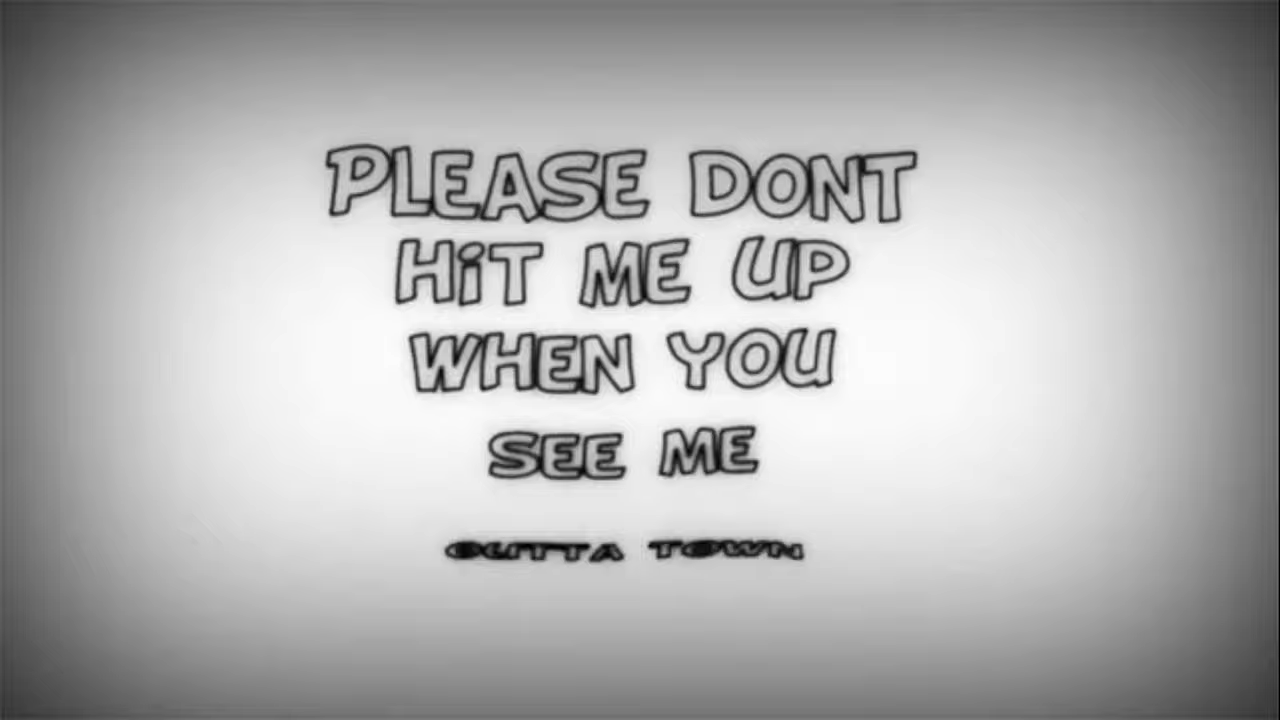 PLEASE DONT
HiT ME UP
WHEN YOU
SEE ME
OUTTA TOWN